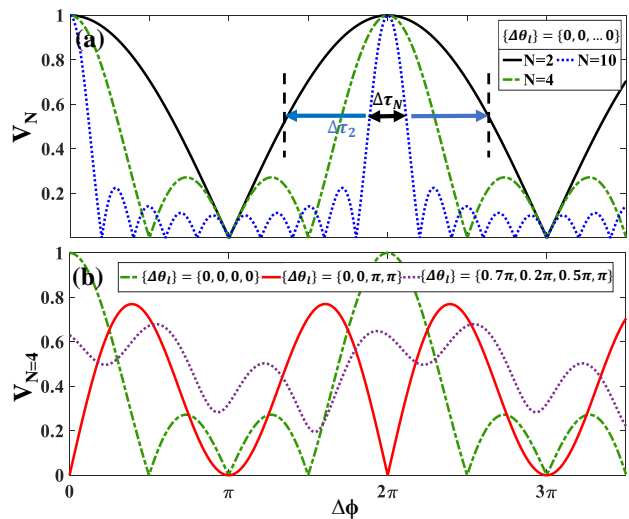 (a)
{Δθ_l} = {0, 0, ... 0}
N=2 N=10
N=4
V_N
1
0.8
0.6
0.4
0.2
Δτ_N
Δτ_2
(b)
{Δθ_l} = {0, 0, 0, 0} {Δθ_l} = {0, 0, π, π} {Δθ_l} = {0.7π, 0.2π, 0.5π, π}
V_{N=4}
1
0.8
0.6
0.4
0.2
0
0 π 2π 3π
Δϕ